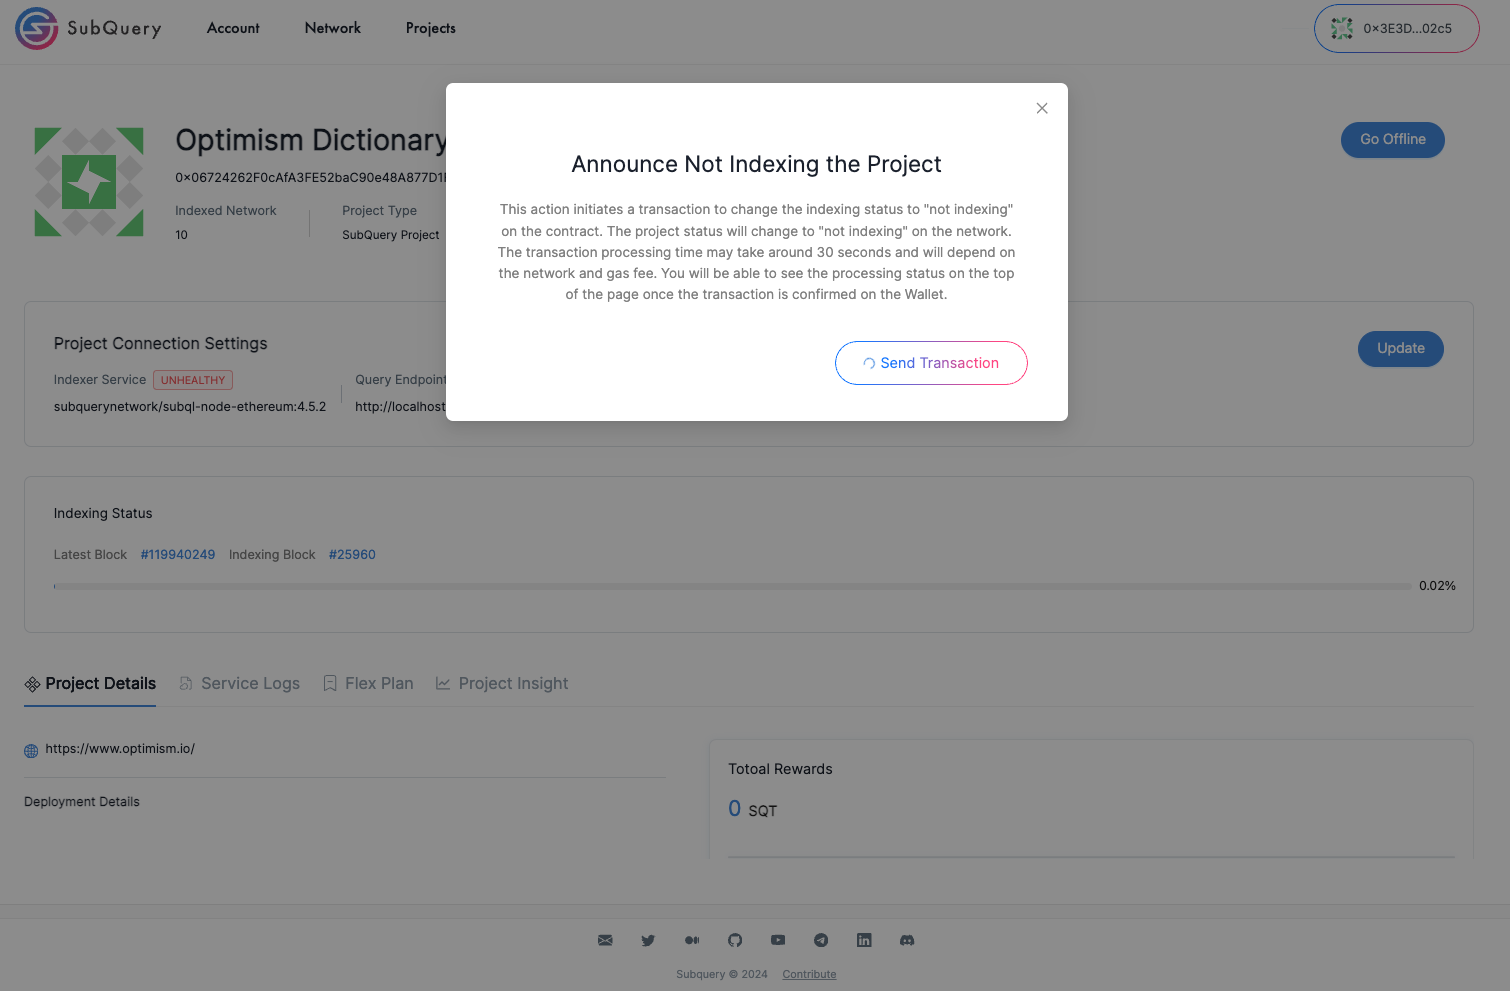 SubQuery
Account
Network
Projects
0x3E3D...02c5
Optimism Dictionary
0x06724262F0cAfA3FE52baC90e48A877D1
Indexed Network
10
Project Type
SubQuery Project
Go Offline
Announce Not Indexing the Project
This action initiates a transaction to change the indexing status to "not indexing"
on the contract. The project status will change to "not indexing" on the network.
The transaction processing time may take around 30 seconds and will depend on
the network and gas fee. You will be able to see the processing status on the top
of the page once the transaction is confirmed on the Wallet.
Send Transaction
Project Connection Settings
Update
Indexer Service UNHEALTHY
subquerynetwork/subql-node-ethereum:4.5.2
Query Endpoint
http://localhost
Indexing Status
Latest Block #119940249 Indexing Block #25960
0.02%
Project Details
Service Logs
Flex Plan
Project Insight
https://www.optimism.io/
Deployment Details
Totoal Rewards
0 SQT
Subquery © 2024 Contribute